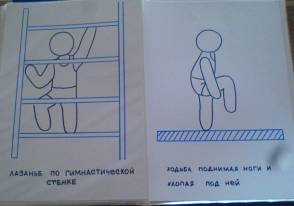 ЛАЗАНЬЕ ПО ГИМНАСТИЧЕСКОЙ
СТЕНКЕ
ХОДЬБА ПОДНИМАЯ НОГИ И
ХЛОПАЯ ПОД НЕЙ